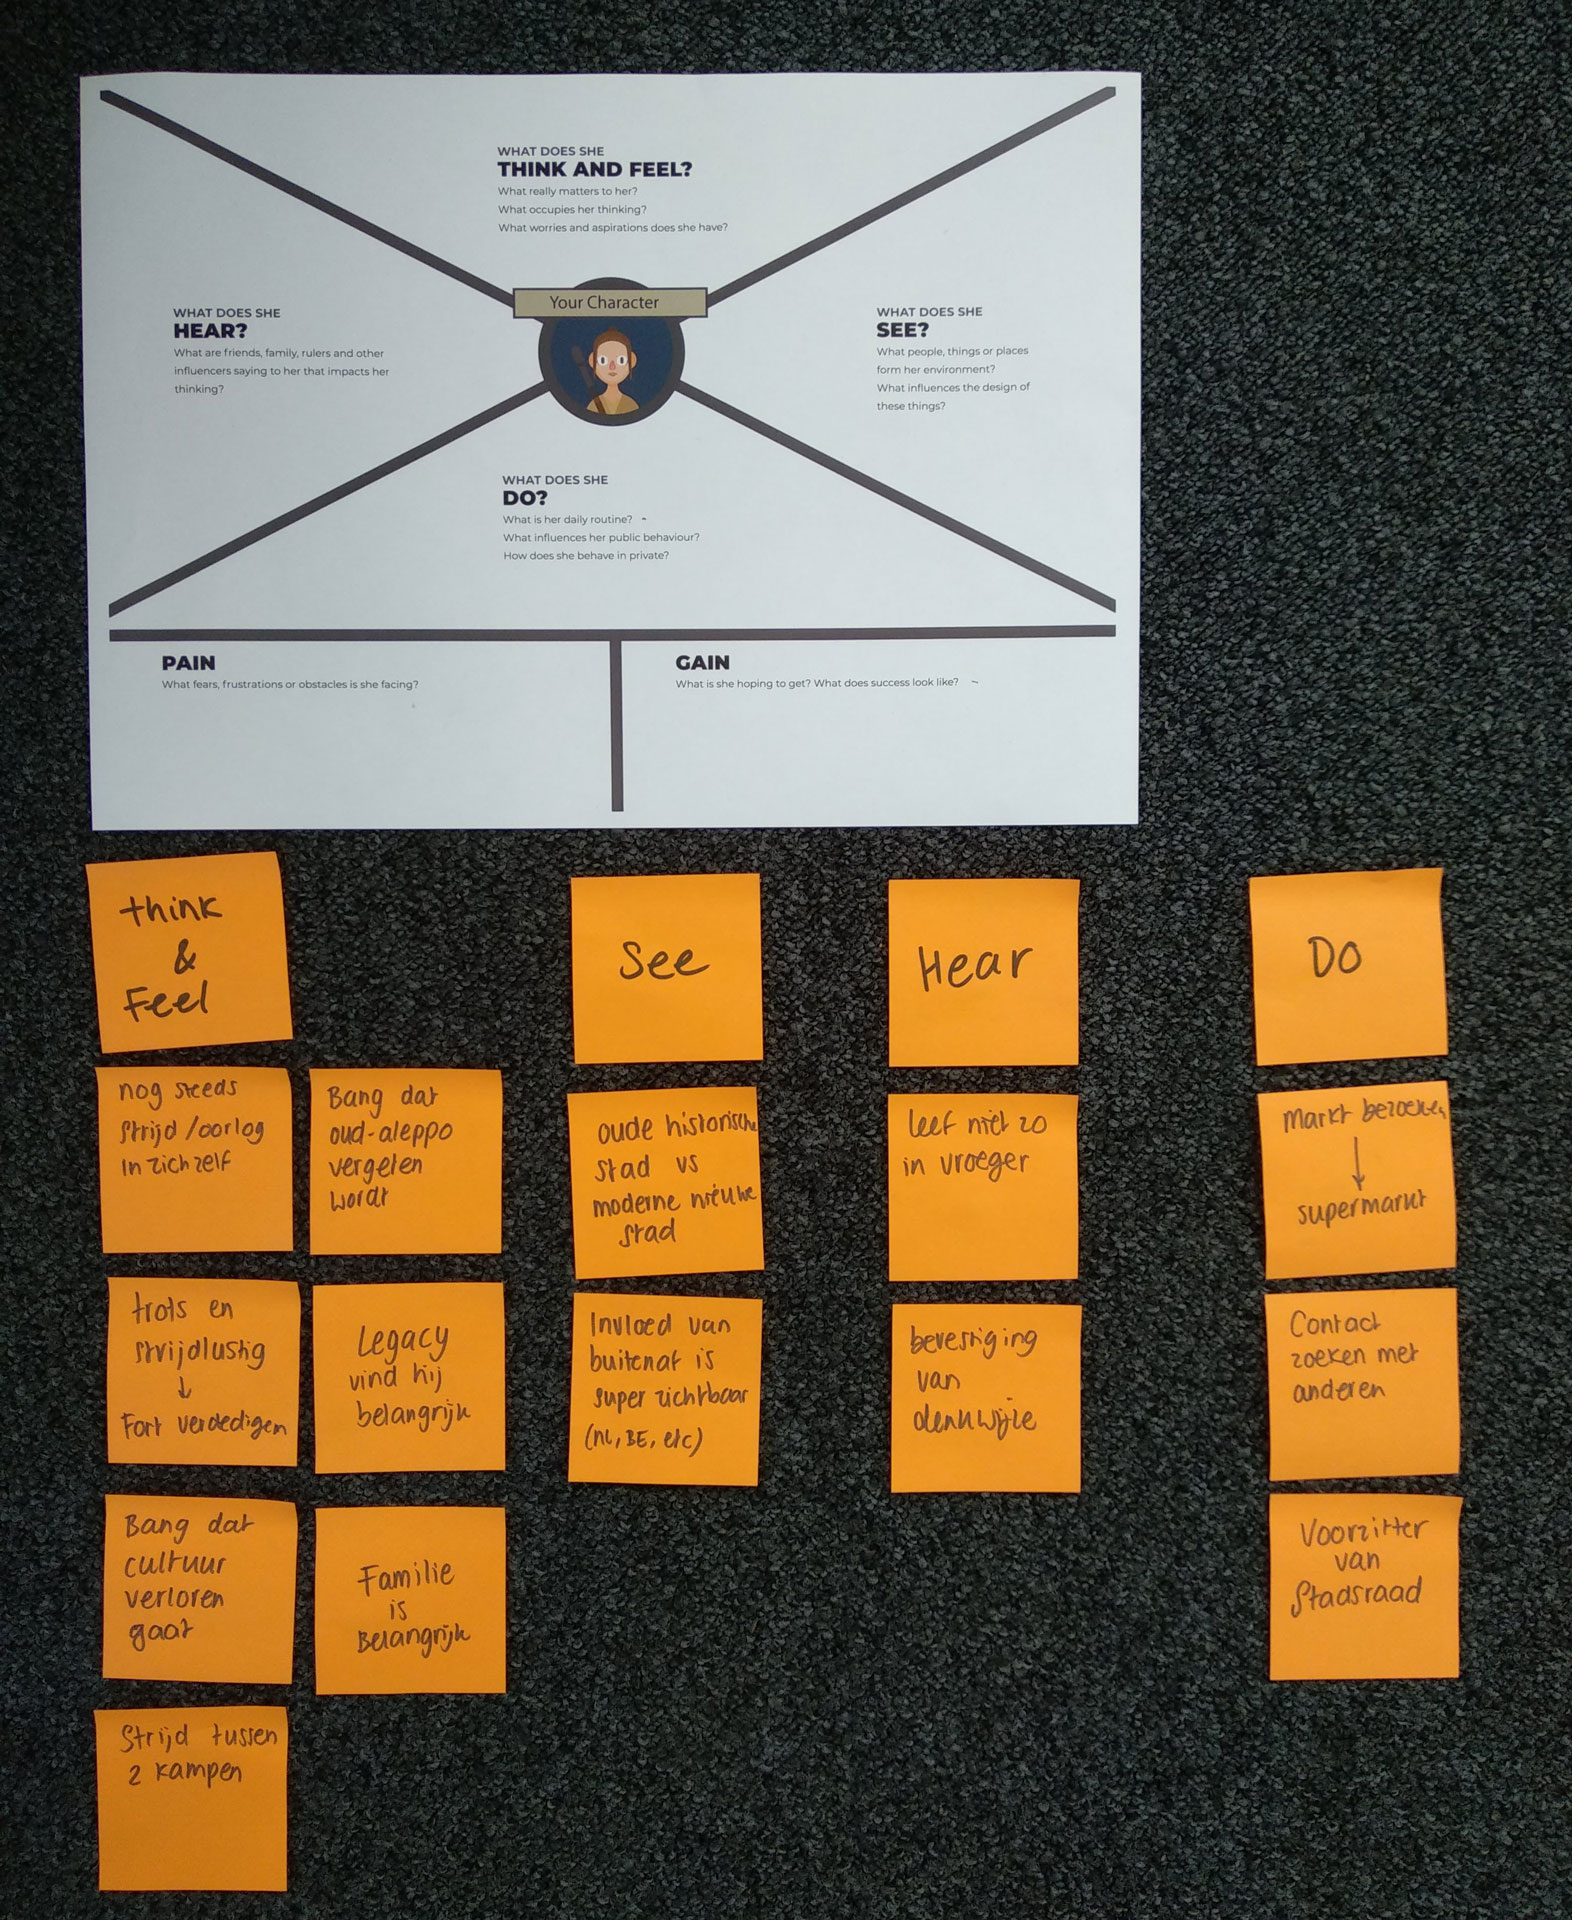 WHAT DOES SHE
THINK AND FEEL?
What really matters to her?
What occupies her thinking?
What worries and aspirations does she have?
Your Character
WHAT DOES SHE
HEAR?
What are friends, family, rulers and other
influencers saying to her that impacts her
thinking?
WHAT DOES SHE
SEE?
What people, things or places
form her environment?
What influences the design of
these things?
WHAT DOES SHE
DO?
What is her daily routine?
What influences her public behaviour?
How does she behave in private?
PAIN
What fears, frustrations or obstacles is she facing?
GAIN
What is she hoping to get? What does success look like?
think
&
Feel
nog steeds
strijd/oorlog
in zichzelf
Bang dat
oud-aleppo
vergeten
wordt
trots en
strijdlustig
↓
Fort verdedigen
Legacy
vind hij
belangrijk
Bang dat
cultuur
verloren
gaat
Familie
is
Belangrijk
Strijd tussen
2 kampen
See
oude historische
stad vs
moderne nieuwe
stad
Invloed van
buitenaf is
super zichtbaar
(NL, BE, etc)
Hear
leef niet zo
in vroeger
bevestiging
van
denkwijze
DO
Markt bezoeken
↓
supermarkt
Contact
zoeken met
anderen
Voorzitter
van
Stadsraad